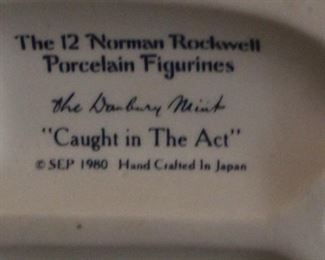 The 12 Norman Rockwell
Porcelain Figurines
The Danbury Mint
"Caught in The Act"
© SEP 1980 Hand Crafted In Japan